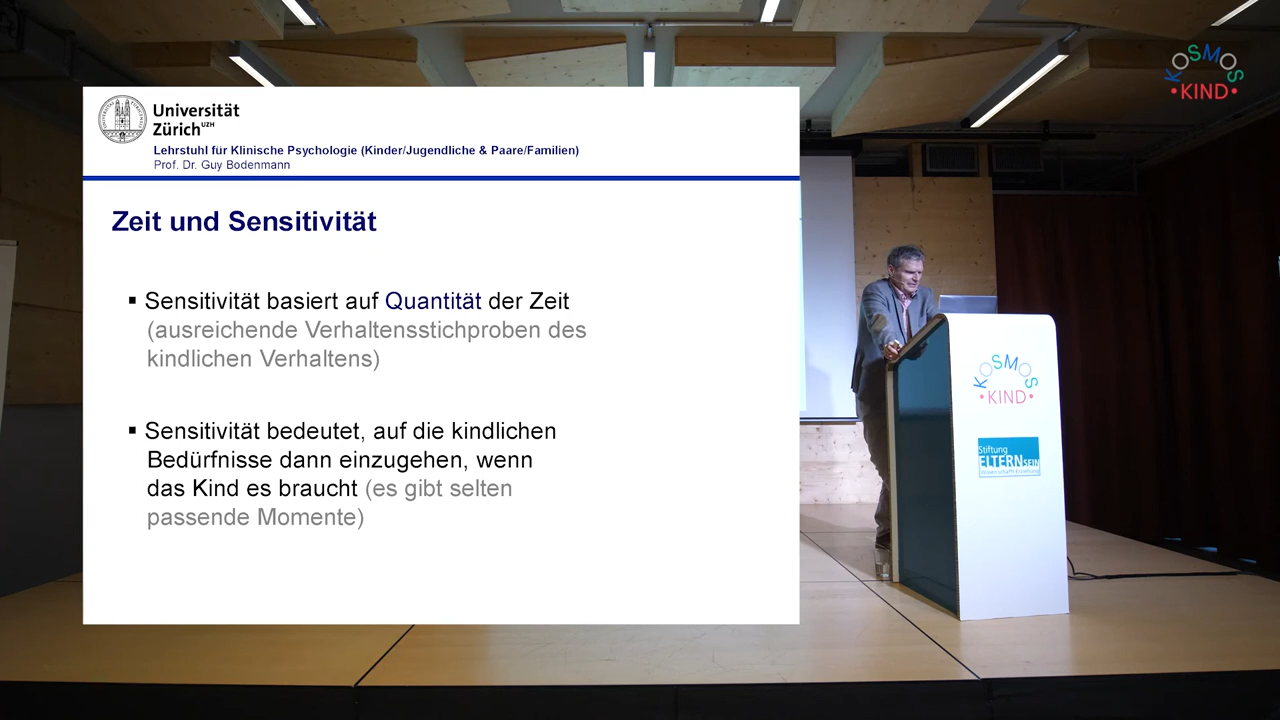 Universität
Zürich UZH
Lehrstuhl für Klinische Psychologie (Kinder/Jugendliche & Paare/Familien)
Prof. Dr. Guy Bodenmann
Zeit und Sensitivität
▪ Sensitivität basiert auf Quantität der Zeit
(ausreichende Verhaltensstichproben des
kindlichen Verhaltens)
▪ Sensitivität bedeutet, auf die kindlichen
Bedürfnisse dann einzugehen, wenn
das Kind es braucht (es gibt selten
passende Momente)
KOSMOS
•KIND•
KOSMOS
•KIND•
Stiftung
ELTERNSEIN